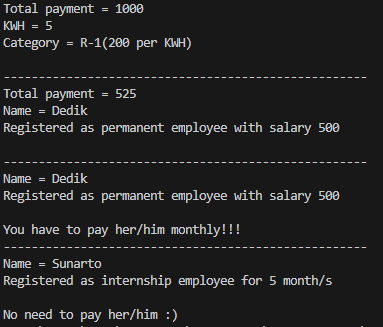 Total payment = 1000
KWH = 5
Category = R-1(200 per KWH)
----------------------------------------------------
Total payment = 525
Name = Dedik
Registered as permanent employee with salary 500
----------------------------------------------------
Name = Dedik
Registered as permanent employee with salary 500
You have to pay her/him monthly!!!
----------------------------------------------------
Name = Sunarto
Registered as internship employee for 5 month/s
No need to pay her/him :)